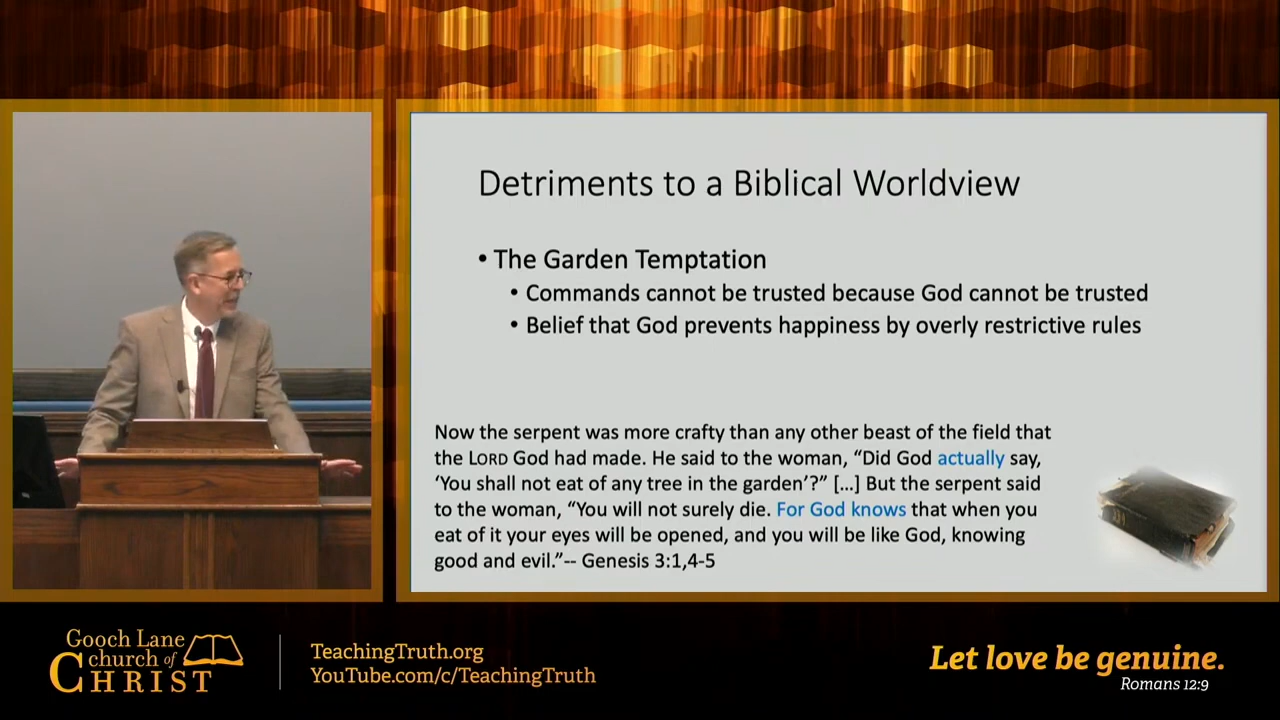 Detriments to a Biblical Worldview
• The Garden Temptation
• Commands cannot be trusted because God cannot be trusted
• Belief that God prevents happiness by overly restrictive rules
Now the serpent was more crafty than any other beast of the field that
the LORD God had made. He said to the woman, “Did God actually say,
‘You shall not eat of any tree in the garden’?” [...] But the serpent said
to the woman, “You will not surely die. For God knows that when you
eat of it your eyes will be opened, and you will be like God, knowing
good and evil.”-- Genesis 3:1,4-5
Gooch Lane
church of
CHRIST
TeachingTruth.org
YouTube.com/c/TeachingTruth
Let love be genuine.
Romans 12:9